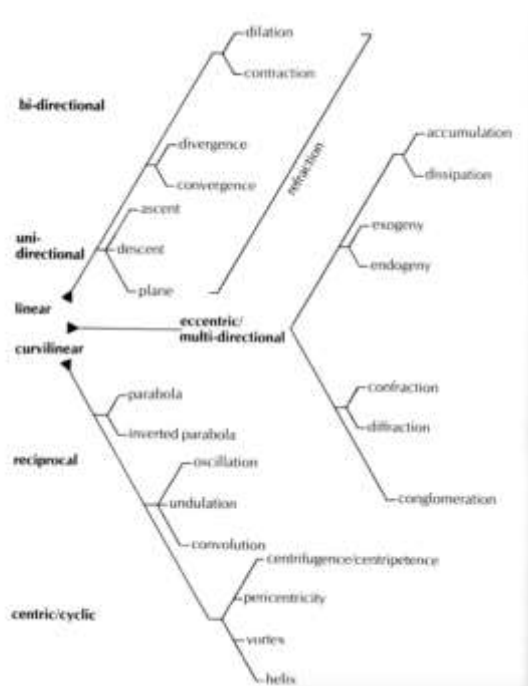 dilation
contraction
bi-directional
divergence
convergence
refraction
accumulation
dissipation
ascent
uni-
directional
descent
exogeny
endogeny
plane
linear
eccentric/
multi-directional
curvilinear
parabola
inverted parabola
confraction
diffraction
reciprocal
oscillation
undulation
conglomeration
convolution
centrifugence/centripetence
pericentricity
centric/cyclic
vortex
helix